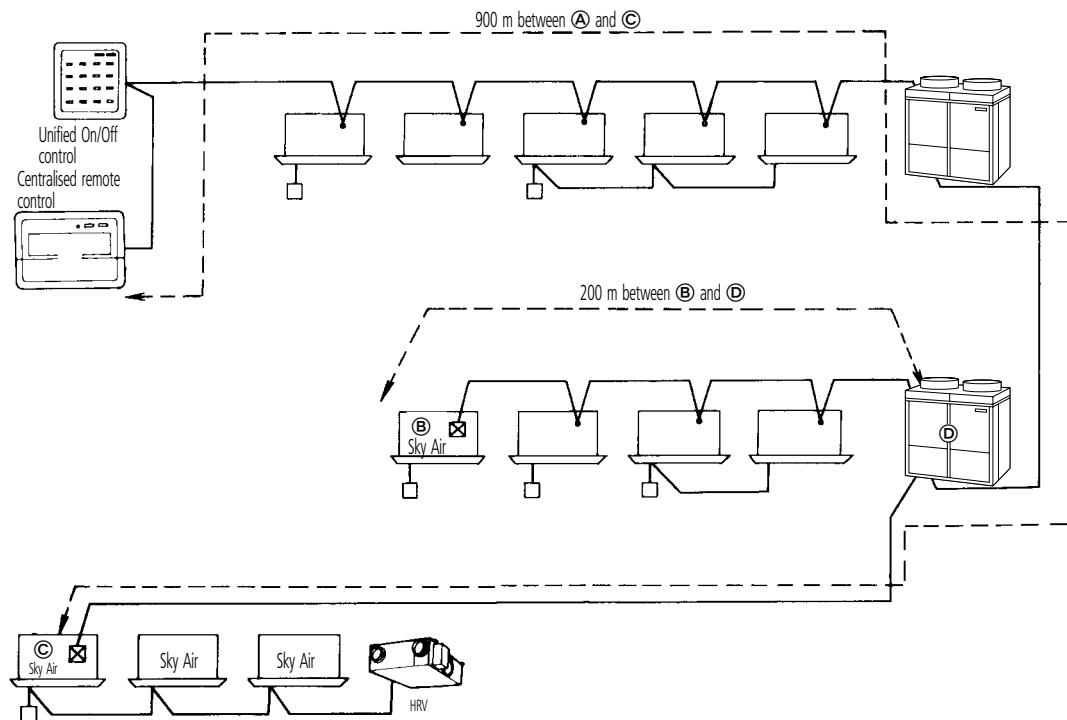 900 m between Ⓐ and Ⓒ
Unified On/Off
control
Centralised remote
control
200 m between Ⓑ and Ⓓ
Ⓑ
Sky Air
Ⓓ
Ⓒ
Sky Air
Sky Air
Sky Air
HRV